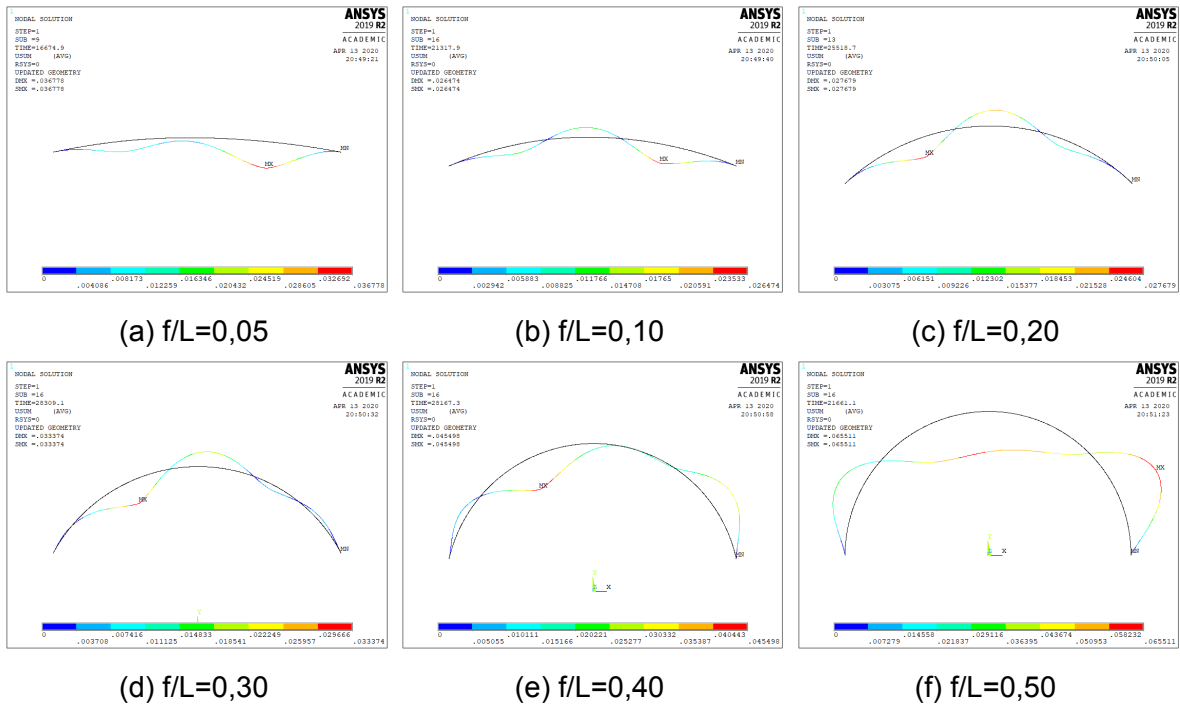 1
NODAL SOLUTION
STEP=1
SUB =9
TIME=16674.9
USUM (AVG)
RSYS=0
UPDATED GEOMETRY
DMX =.036778
SMX =.036778
ANSYS
2019 R2
ACADEMIC
APR 13 2020
20:49:21
MN
MX
0 .008173 .016346 .024519 .032692
.004086 .012259 .020432 .028605 .036778
(a) f/L=0,05
1
NODAL SOLUTION
STEP=1
SUB =16
TIME=21317.9
USUM (AVG)
RSYS=0
UPDATED GEOMETRY
DMX =.026474
SMX =.026474
ANSYS
2019 R2
ACADEMIC
APR 13 2020
20:49:40
MX
MN
0 .005883 .011766 .01765 .023533
.002942 .008825 .014708 .020591 .026474
(b) f/L=0,10
1
NODAL SOLUTION
STEP=1
SUB =13
TIME=25518.7
USUM (AVG)
RSYS=0
UPDATED GEOMETRY
DMX =.027679
SMX =.027679
ANSYS
2019 R2
ACADEMIC
APR 13 2020
20:50:05
MX
MN
0 .006151 .012302 .018453 .024604
.003075 .009226 .015377 .021528 .027679
(c) f/L=0,20
1
NODAL SOLUTION
STEP=1
SUB =16
TIME=28309.1
USUM (AVG)
RSYS=0
UPDATED GEOMETRY
DMX =.033374
SMX =.033374
ANSYS
2019 R2
ACADEMIC
APR 13 2020
20:50:32
MX
MN
Y
0 .007416 .014833 .022249 .029666
.003708 .011125 .018541 .025957 .033374
(d) f/L=0,30
1
NODAL SOLUTION
STEP=1
SUB =16
TIME=28167.3
USUM (AVG)
RSYS=0
UPDATED GEOMETRY
DMX =.045498
SMX =.045498
ANSYS
2019 R2
ACADEMIC
APR 13 2020
20:50:58
MX
MN
Y
Z X
0 .010111 .020221 .030332 .040443
.005055 .015166 .025277 .035387 .045498
(e) f/L=0,40
1
NODAL SOLUTION
STEP=1
SUB =16
TIME=21661.1
USUM (AVG)
RSYS=0
UPDATED GEOMETRY
DMX =.065511
SMX =.065511
ANSYS
2019 R2
ACADEMIC
APR 13 2020
20:51:23
MX
MN
Y
Z X
0 .014558 .029116 .043674 .058232
.007279 .021837 .036395 .050953 .065511
(f) f/L=0,50